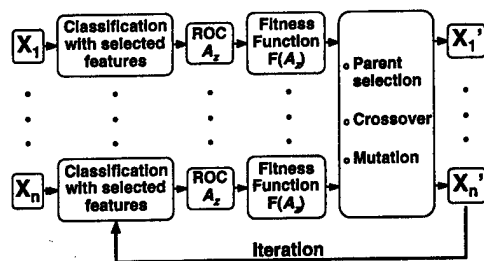 Classification
with selected
features
X1
ROC
Az
Fitness
Function
F(Az)
Parent
selection
Crossover
Mutation
X1'
Classification
with selected
features
Xn
ROC
Az
Fitness
Function
F(Az)
Xn'
Iteration